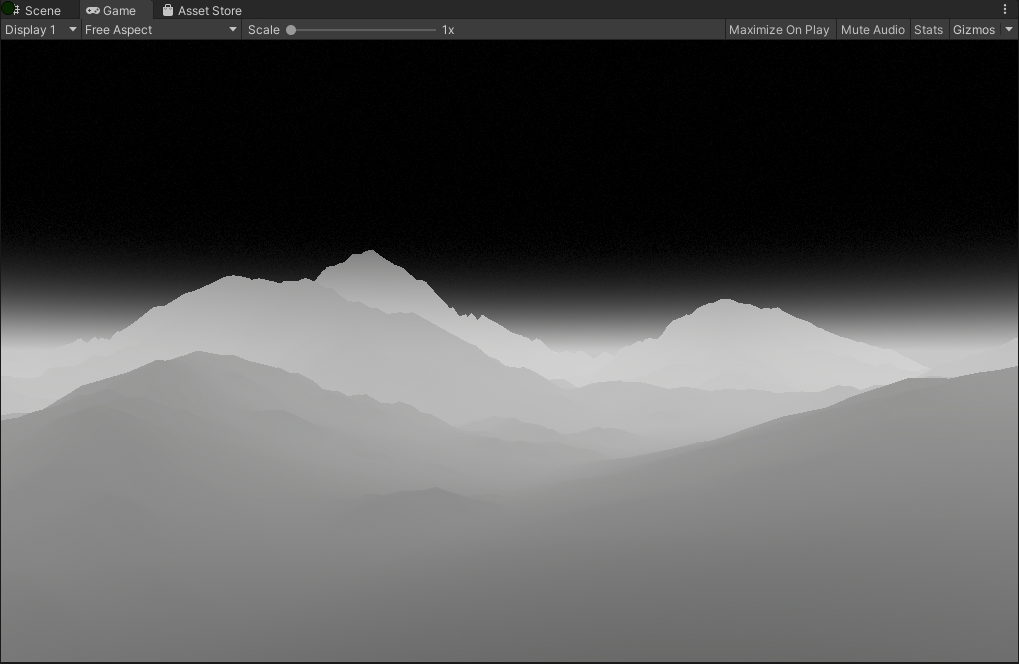 Scene Game Asset Store
Display 1 Free Aspect Scale 1x Maximize On Play Mute Audio Stats Gizmos